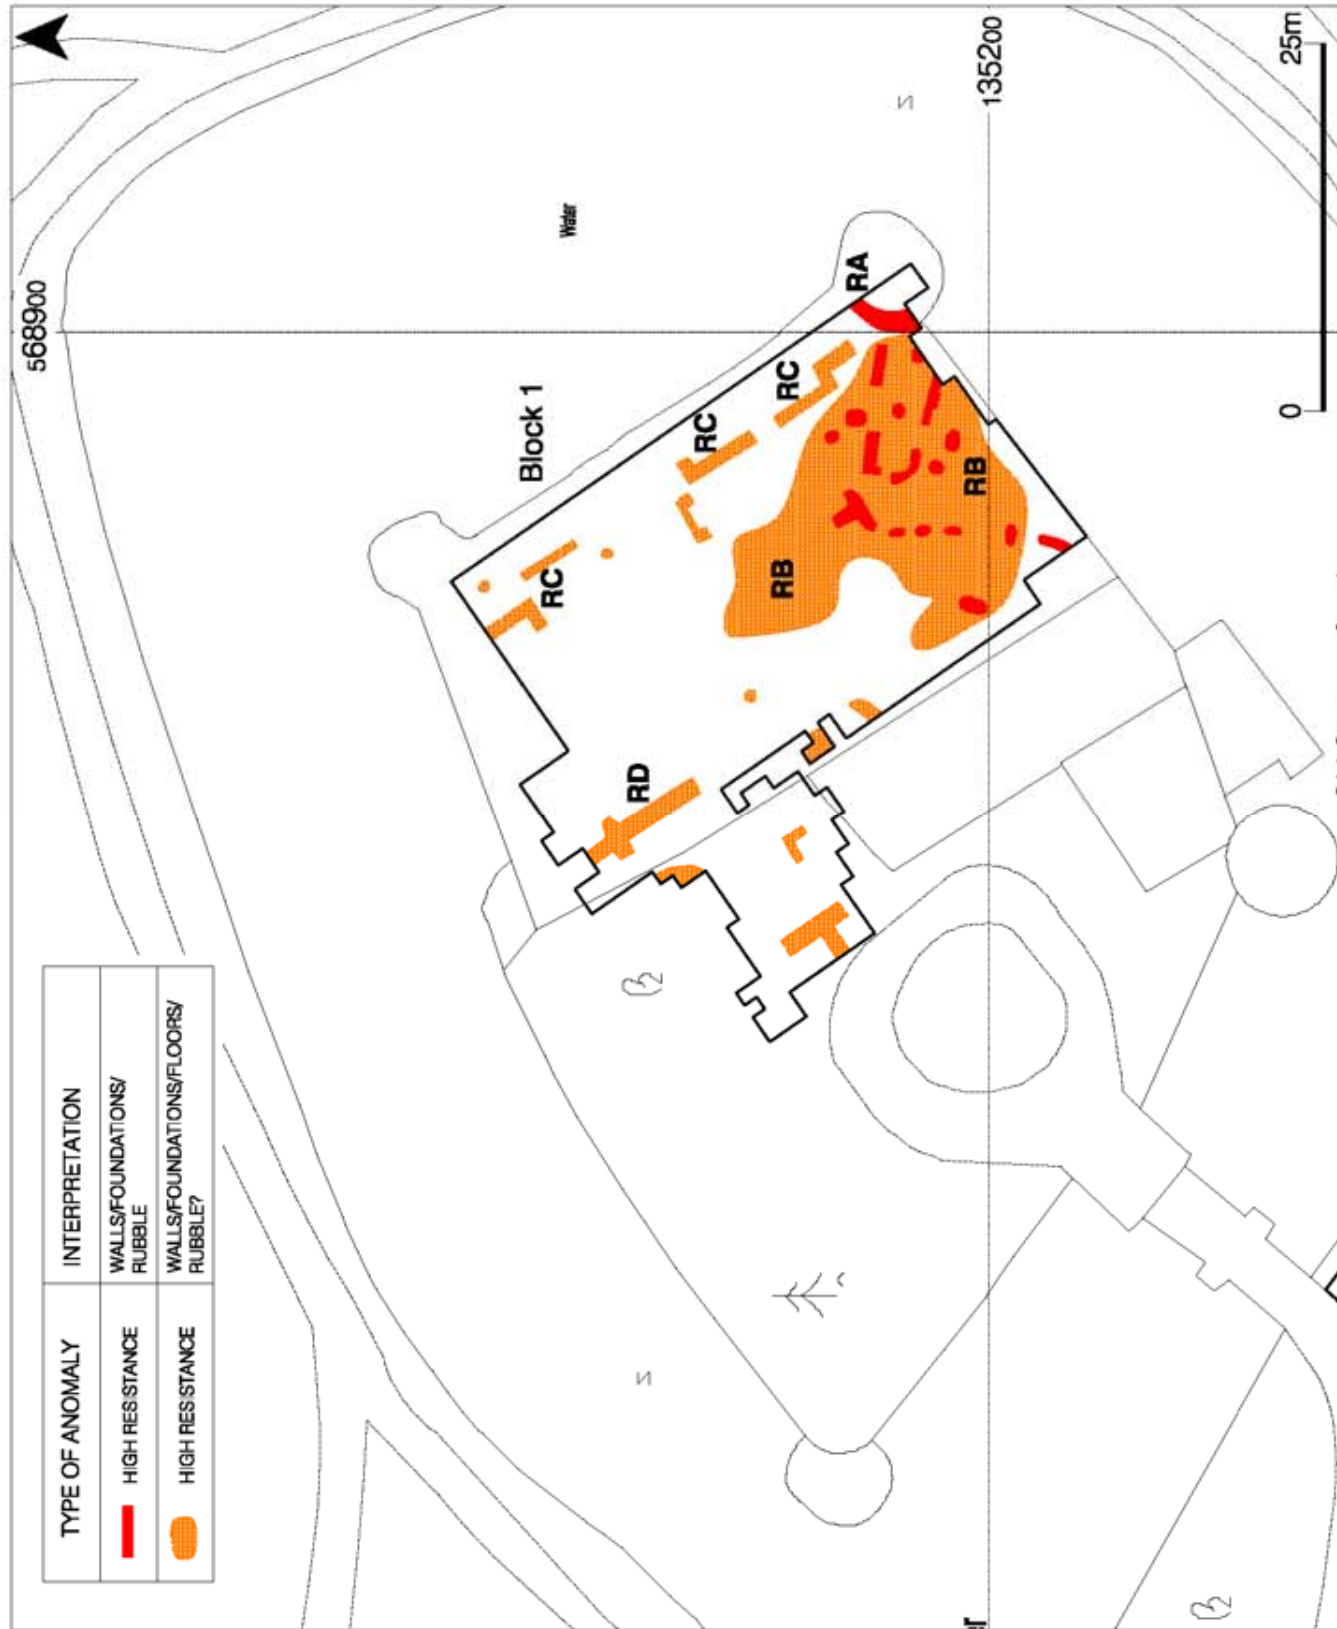 568900
135200
25m
0
Water
Block 1
RA
RC
RC
RC
RB
RB
RD
TYPE OF ANOMALY
INTERPRETATION
HIGH RESISTANCE
WALLS/FOUNDATIONS/
RUBBLE
HIGH RESISTANCE
WALLS/FOUNDATIONS/FLOORS/
RUBBLE?